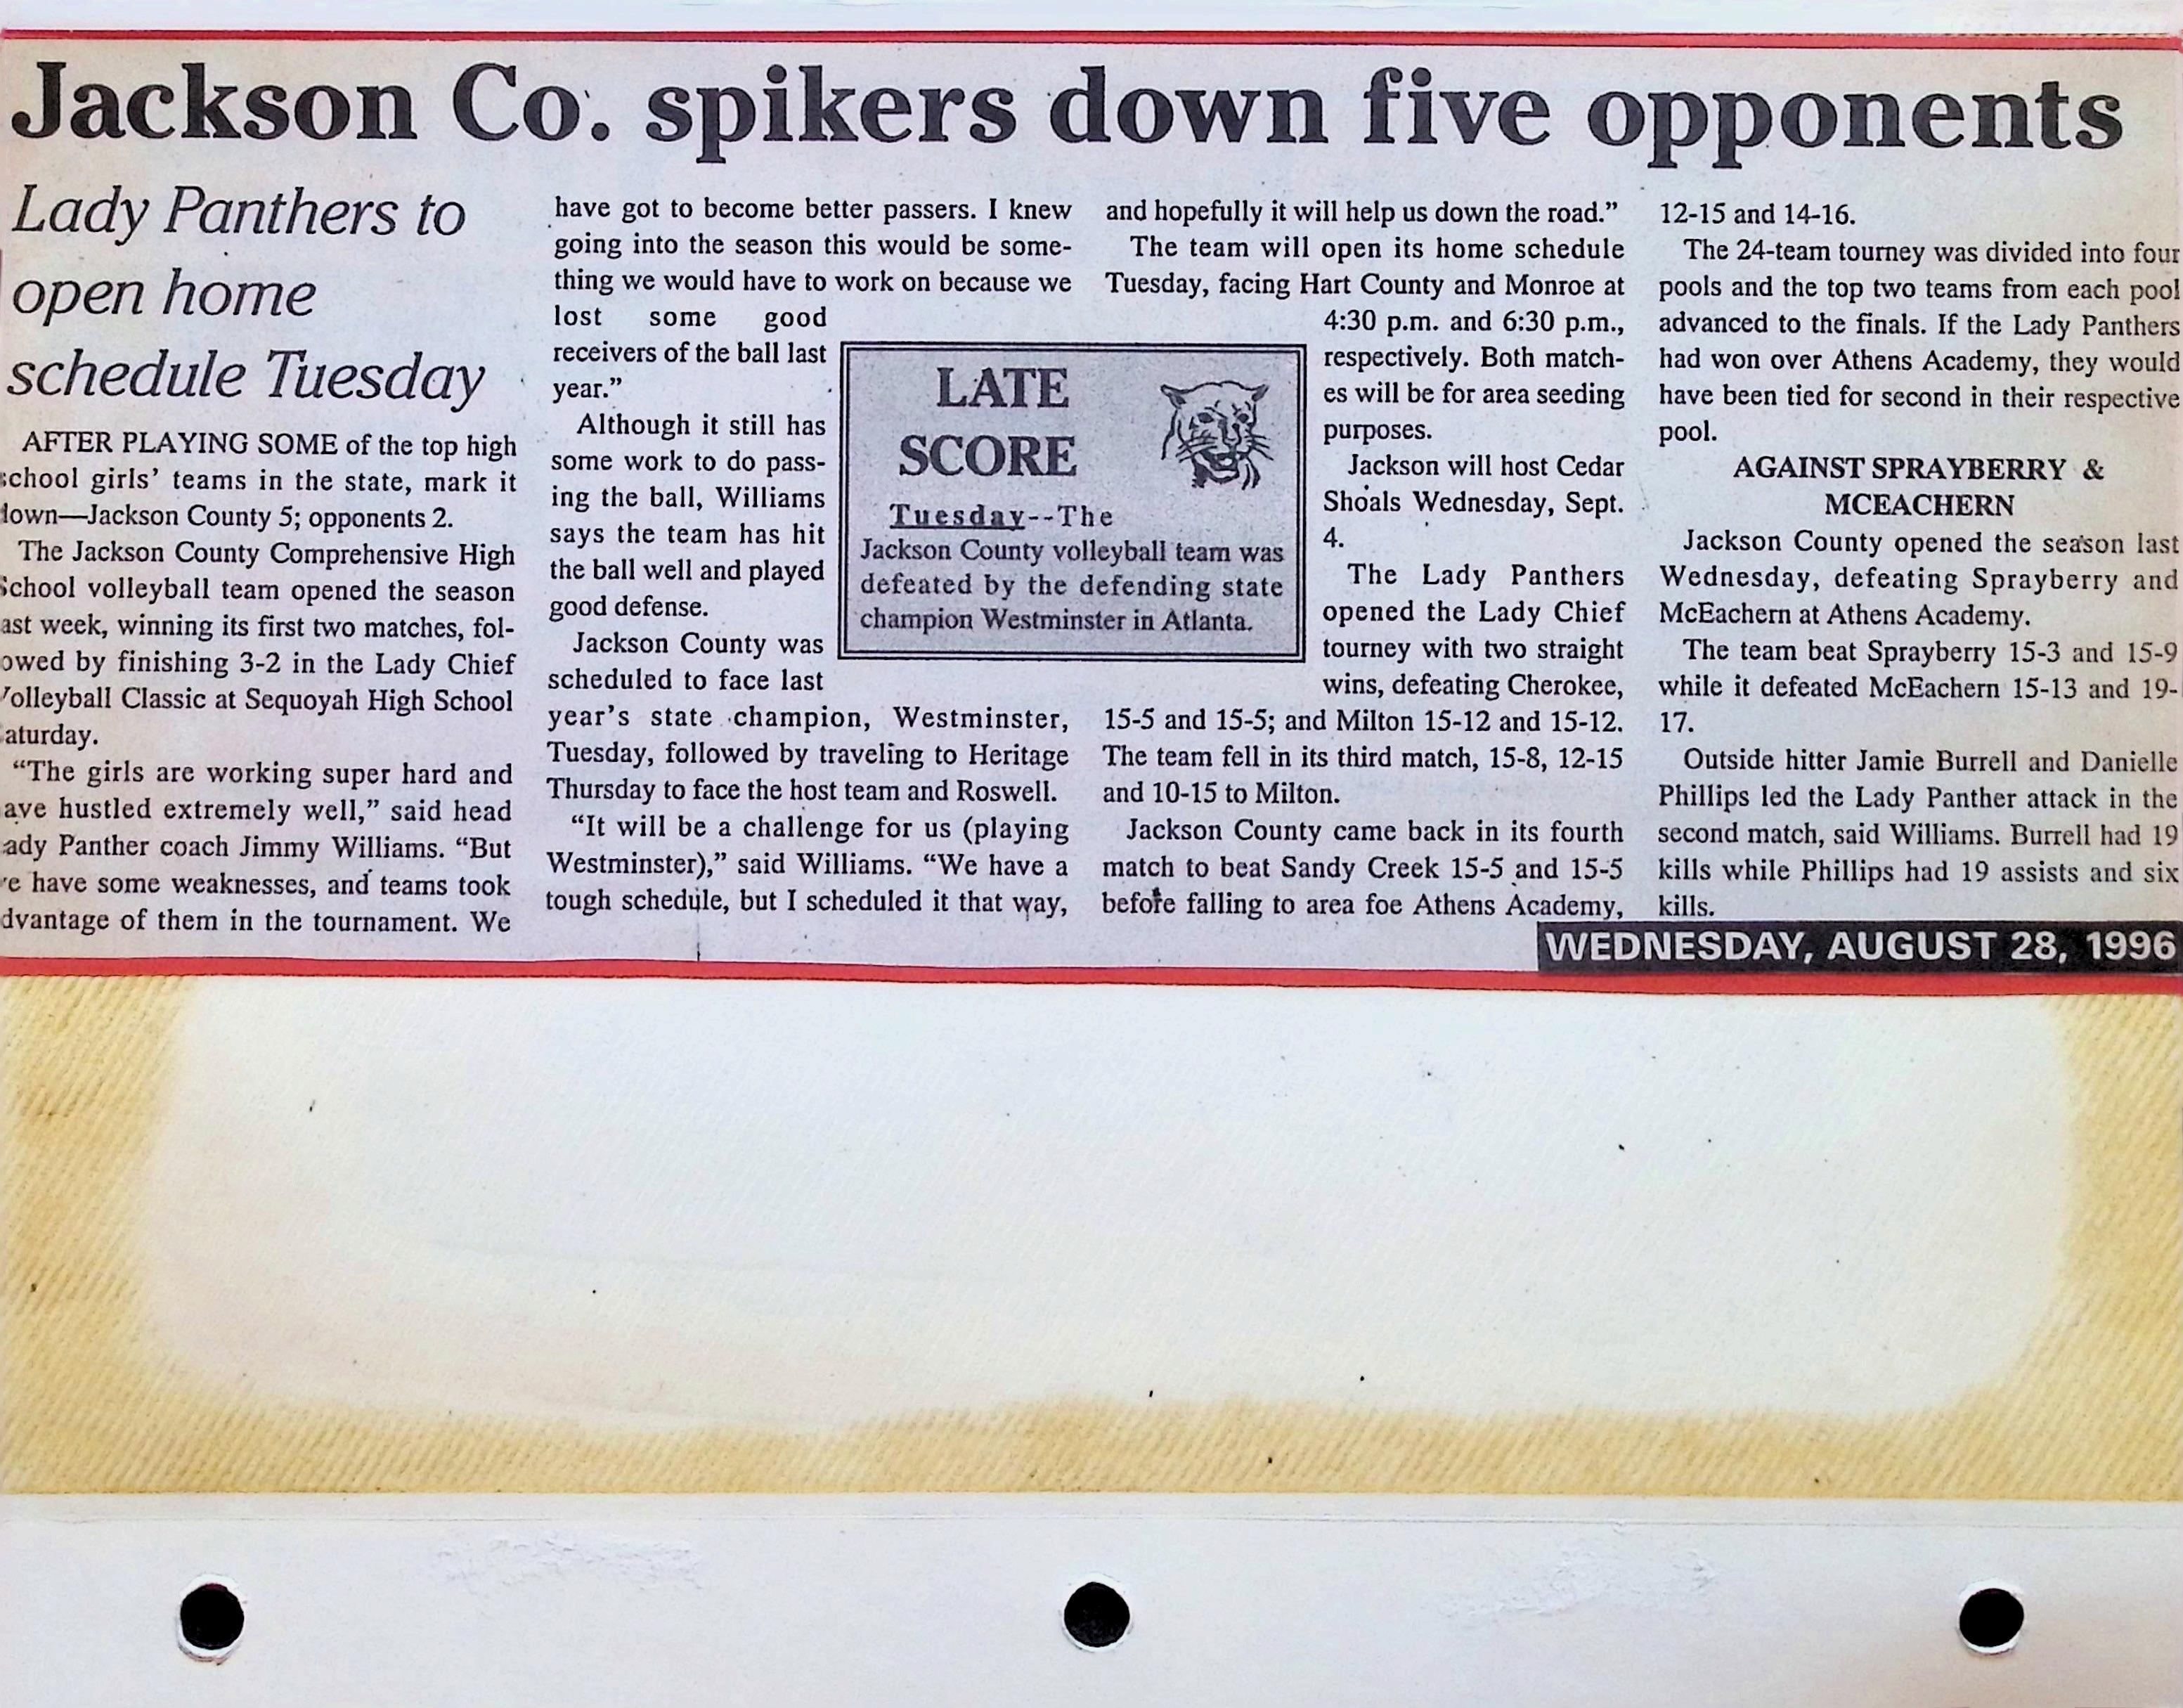 Jackson Co. spikers down five opponents
Lady Panthers to
open home
schedule Tuesday
AFTER PLAYING SOME of the top high
school girls' teams in the state, mark it
down—Jackson County 5; opponents 2.
The Jackson County Comprehensive High
School volleyball team opened the season
ast week, winning its first two matches, fol-
owed by finishing 3-2 in the Lady Chief
Volleyball Classic at Sequoyah High School
aturday.
"The girls are working super hard and
ave hustled extremely well," said head
ady Panther coach Jimmy Williams. "But
e have some weaknesses, and teams took
dvantage of them in the tournament. We
have got to become better passers. I knew
going into the season this would be some-
thing we would have to work on because we
lost some good
receivers of the ball last
year."
Although it still has
some work to do pass-
ing the ball, Williams
says the team has hit
the ball well and played
good defense.
Jackson County was
scheduled to face last
year's state champion, Westminster,
Tuesday, followed by traveling to Heritage
Thursday to face the host team and Roswell.
"It will be a challenge for us (playing
Westminster)," said Williams. "We have a
tough schedule, but I scheduled it that way,
LATE
SCORE
Tuesday--The
Jackson County volleyball team was
defeated by the defending state
champion Westminster in Atlanta.
and hopefully it will help us down the road."
The team will open its home schedule
Tuesday, facing Hart County and Monroe at
4:30 p.m. and 6:30 p.m.,
respectively. Both match-
es will be for area seeding
purposes.
Jackson will host Cedar
Shoals Wednesday, Sept.
4.
The Lady Panthers
opened the Lady Chief
tourney with two straight
wins, defeating Cherokee,
15-5 and 15-5; and Milton 15-12 and 15-12.
The team fell in its third match, 15-8, 12-15
and 10-15 to Milton.
Jackson County came back in its fourth
match to beat Sandy Creek 15-5 and 15-5
before falling to area foe Athens Academy,
12-15 and 14-16.
The 24-team tourney was divided into four
pools and the top two teams from each pool
advanced to the finals. If the Lady Panthers
had won over Athens Academy, they would
have been tied for second in their respective
pool.
AGAINST SPRAYBERRY &
MCEACHERN
Jackson County opened the season last
Wednesday, defeating Sprayberry and
McEachern at Athens Academy.
The team beat Sprayberry 15-3 and 15-9
while it defeated McEachern 15-13 and 19-
17.
Outside hitter Jamie Burrell and Danielle
Phillips led the Lady Panther attack in the
second match, said Williams. Burrell had 19
kills while Phillips had 19 assists and six
kills.
WEDNESDAY, AUGUST 28, 1996